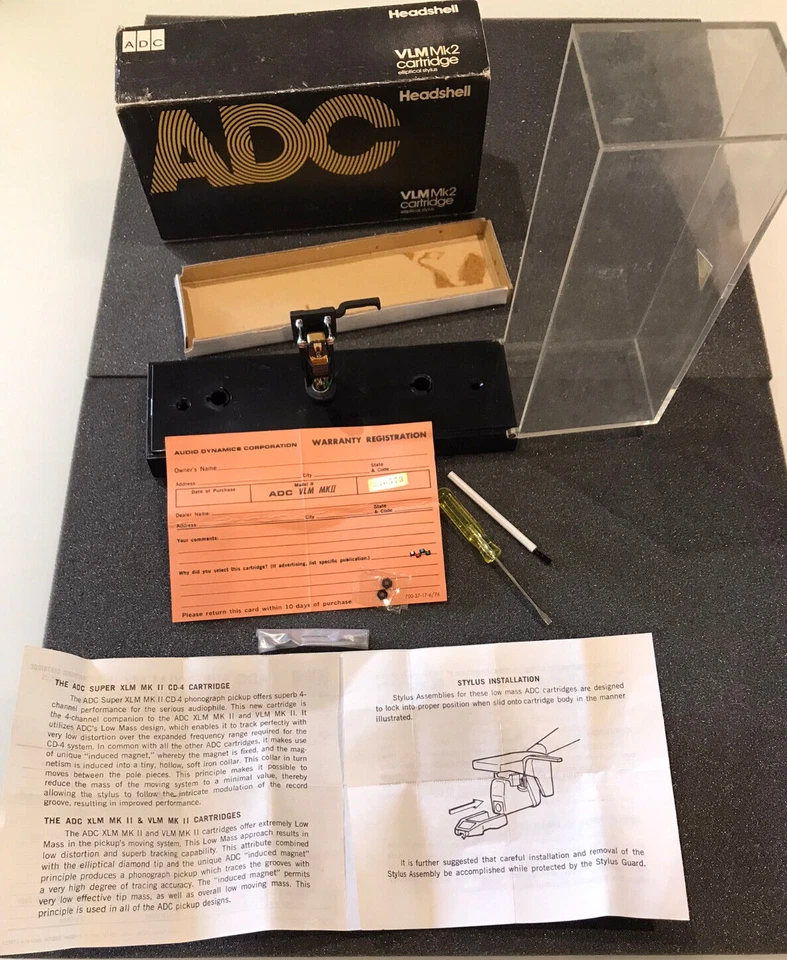 ADC
Headshell
VLM Mk2
cartridge
elliptical stylus
ADC
Headshell
VLM Mk2
cartridge
elliptical stylus
AUDIO DYNAMICS CORPORATION WARRANTY REGISTRATION
Owner's Name
Address City State & Code
Date of Purchase Model # ADC VLM MKII
Dealer Name
Address City State & Code
Your comments:
Why did you select this cartridge? (If advertising, list specific publication.)
Please return this card within 10 days of purchase
THE ADC SUPER XLM MK II CD-4 CARTRIDGE
The ADC Super XLM MK II CD-4 phonograph pickup offers superb 4-
channel performance for the serious audiophile. This new cartridge is
the 4-channel companion to the ADC XLM MK II and VLM MK II. It
utilizes ADC's Low Mass design, which enables it to track perfectly with
very low distortion over the expanded frequency range required for the
CD-4 system. In common with all the other ADC cartridges, it makes use
of unique "induced magnet," whereby the magnet is fixed, and the mag-
netism is induced into a tiny, hollow, soft iron collar. This collar in turn
moves between the pole pieces. This principle makes it possible to
reduce the mass of the moving system to a minimal value, thereby
allowing the stylus to follow the intricate modulation of the record
groove, resulting in improved performance.
THE ADC XLM MK II & VLM MK II CARTRIDGES
The ADC XLM MK II and VLM MK II cartridges offer extremely Low
Mass in the pickup's moving system. This Low Mass approach results in
low distortion and superb tracking capability. This attribute combined
with the elliptical diamond lip and the unique ADC "induced magnet"
principle produces a phonograph pickup which traces the grooves with
a very high degree of tracing accuracy. The "induced magnet" permits
very low effective tip mass, as well as overall low moving mass. This
principle is used in all of the ADC pickup designs.
STYLUS INSTALLATION
Stylus Assemblies for these low mass ADC cartridges are designed
to lock into proper position when slid onto cartridge body in the manner
illustrated.
It is further suggested that careful installation and removal of the
Stylus Assembly be accomplished while protected by the Stylus Guard.